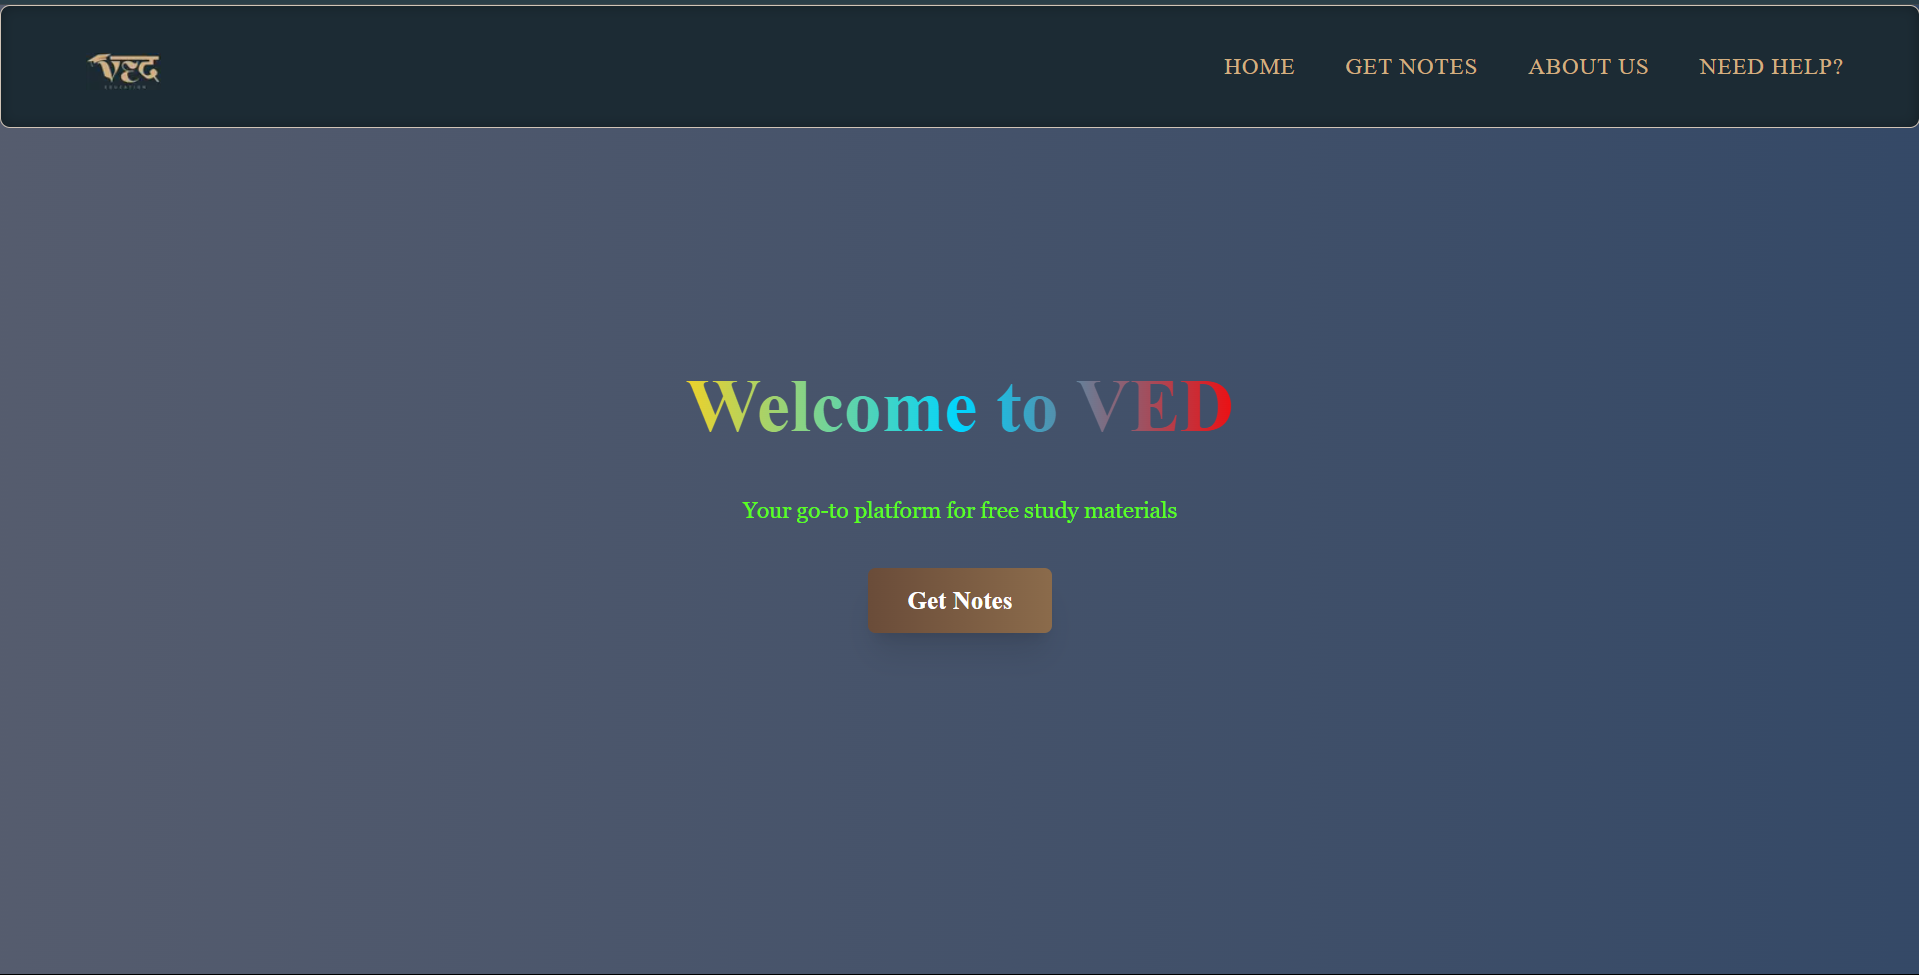 VED
EDUCATION
HOME
GET NOTES
ABOUT US
NEED HELP?
Welcome to VED
Your go-to platform for free study materials
Get Notes